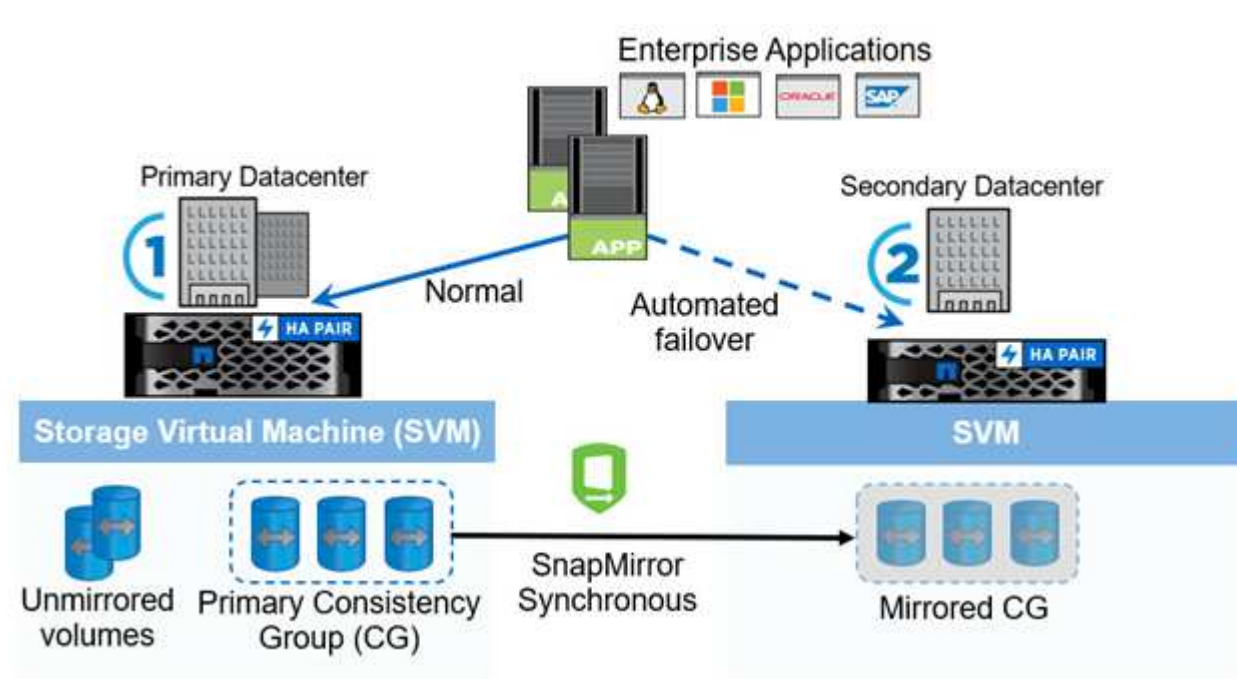 Enterprise Applications
ORACLE
SAP
Primary Datacenter
Secondary Datacenter
1
A
APP
2
Normal
Automated
failover
HA PAIR
HA PAIR
Storage Virtual Machine (SVM)
SVM
SnapMirror
Synchronous
Unmirrored
volumes
Primary Consistency
Group (CG)
Mirrored CG